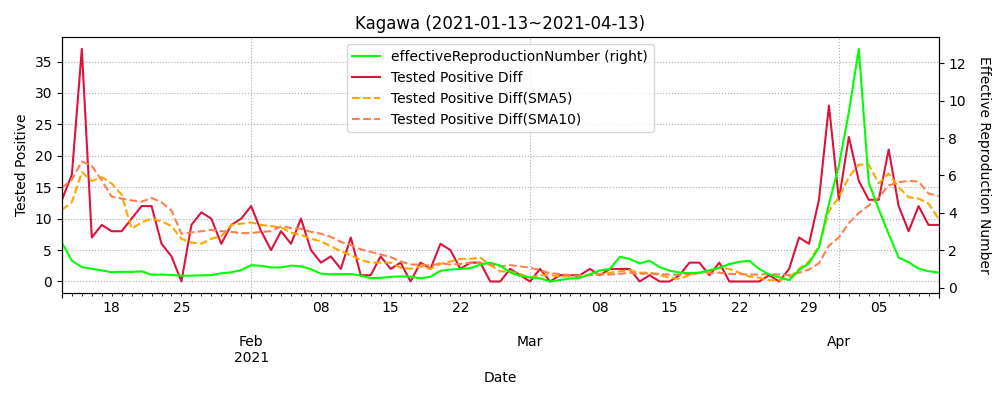 Kagawa (2021-01-13~2021-04-13)
effectiveReproductionNumber (right)
Tested Positive Diff
Tested Positive Diff(SMA5)
Tested Positive Diff(SMA10)
Tested Positive
35
30
25
20
15
10
5
0
12
10
8
6
4
2
0
Effective Reproduction Number
18 25 08 15 22 08 15 22 29 05
Feb Mar Apr
2021
Date